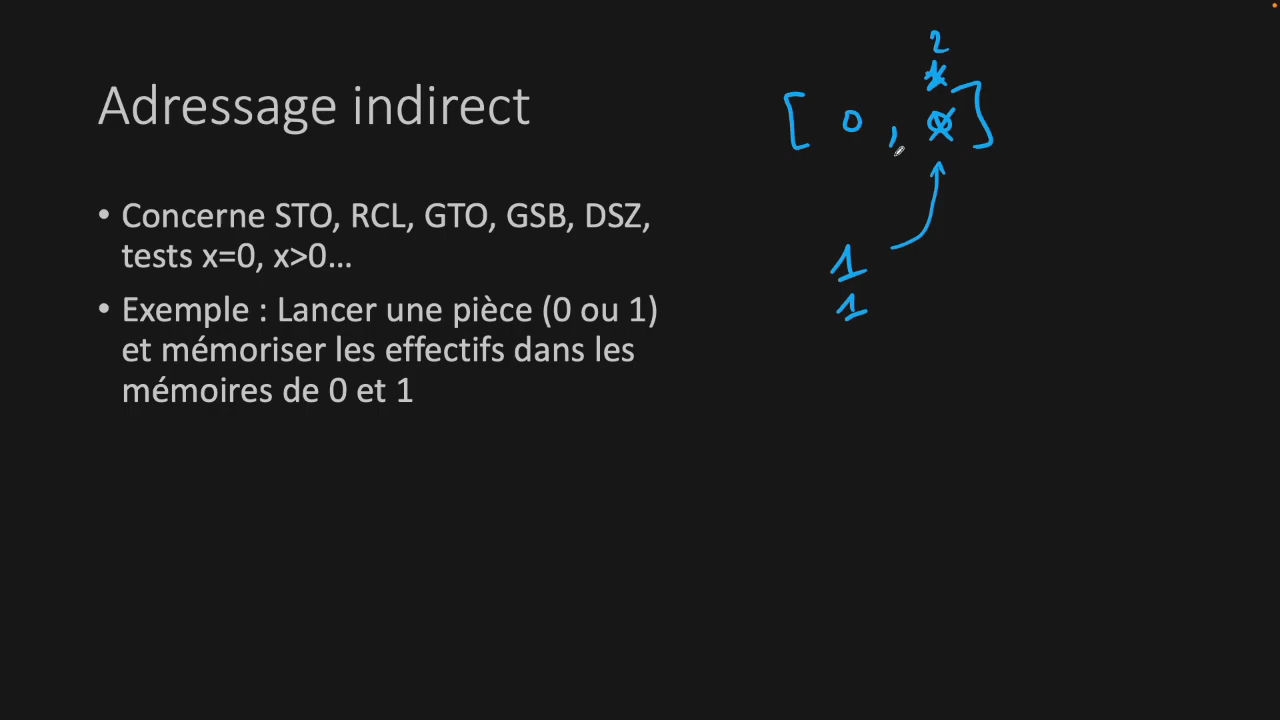 Adressage indirect
• Concerne STO, RCL, GTO, GSB, DSZ,
tests x=0, x>0…
• Exemple : Lancer une pièce (0 ou 1)
et mémoriser les effectifs dans les
mémoires de 0 et 1
2
1
[ 0 , 0 ]
1
1